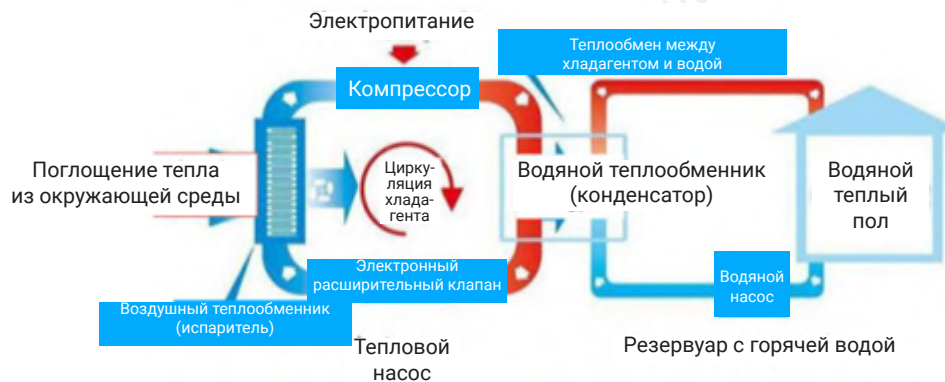 Электропитание
Теплообмен между
хладагентом и водой
Компрессор
Поглощение тепла
из окружающей среды
Цирку-
ляция
хлада-
гента
Водяной теплообменник
(конденсатор)
Водяной
теплый
пол
Электронный
расширительный клапан
Водяной
насос
Воздушный теплообменник
(испаритель)
Тепловой
насос
Резервуар с горячей водой